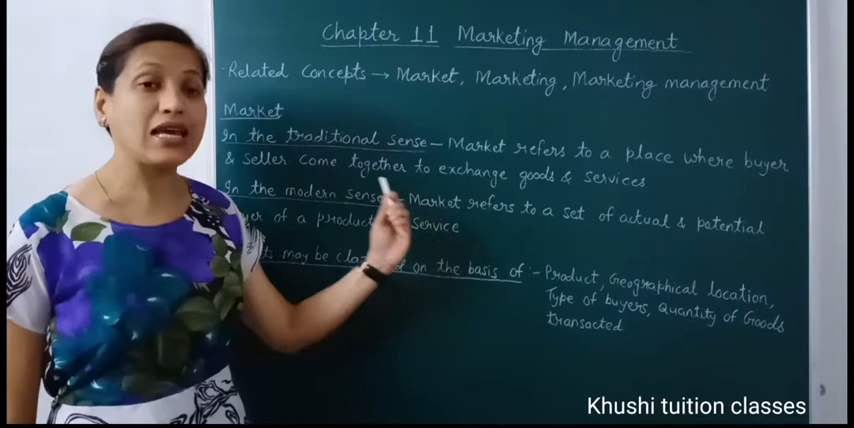 Chapter 11 Marketing Management
· Related Concepts → Market, Marketing, Marketing management
Market
In the traditional sense – Market refers to a place where buyer
& seller come together to exchange goods & services
In the modern sense – Market refers to a set of actual & potential
of a product service
may be on the basis of :- Product, Geographical location,
Type of buyers, Quantity of Goods
transacted
Khushi tuition classes